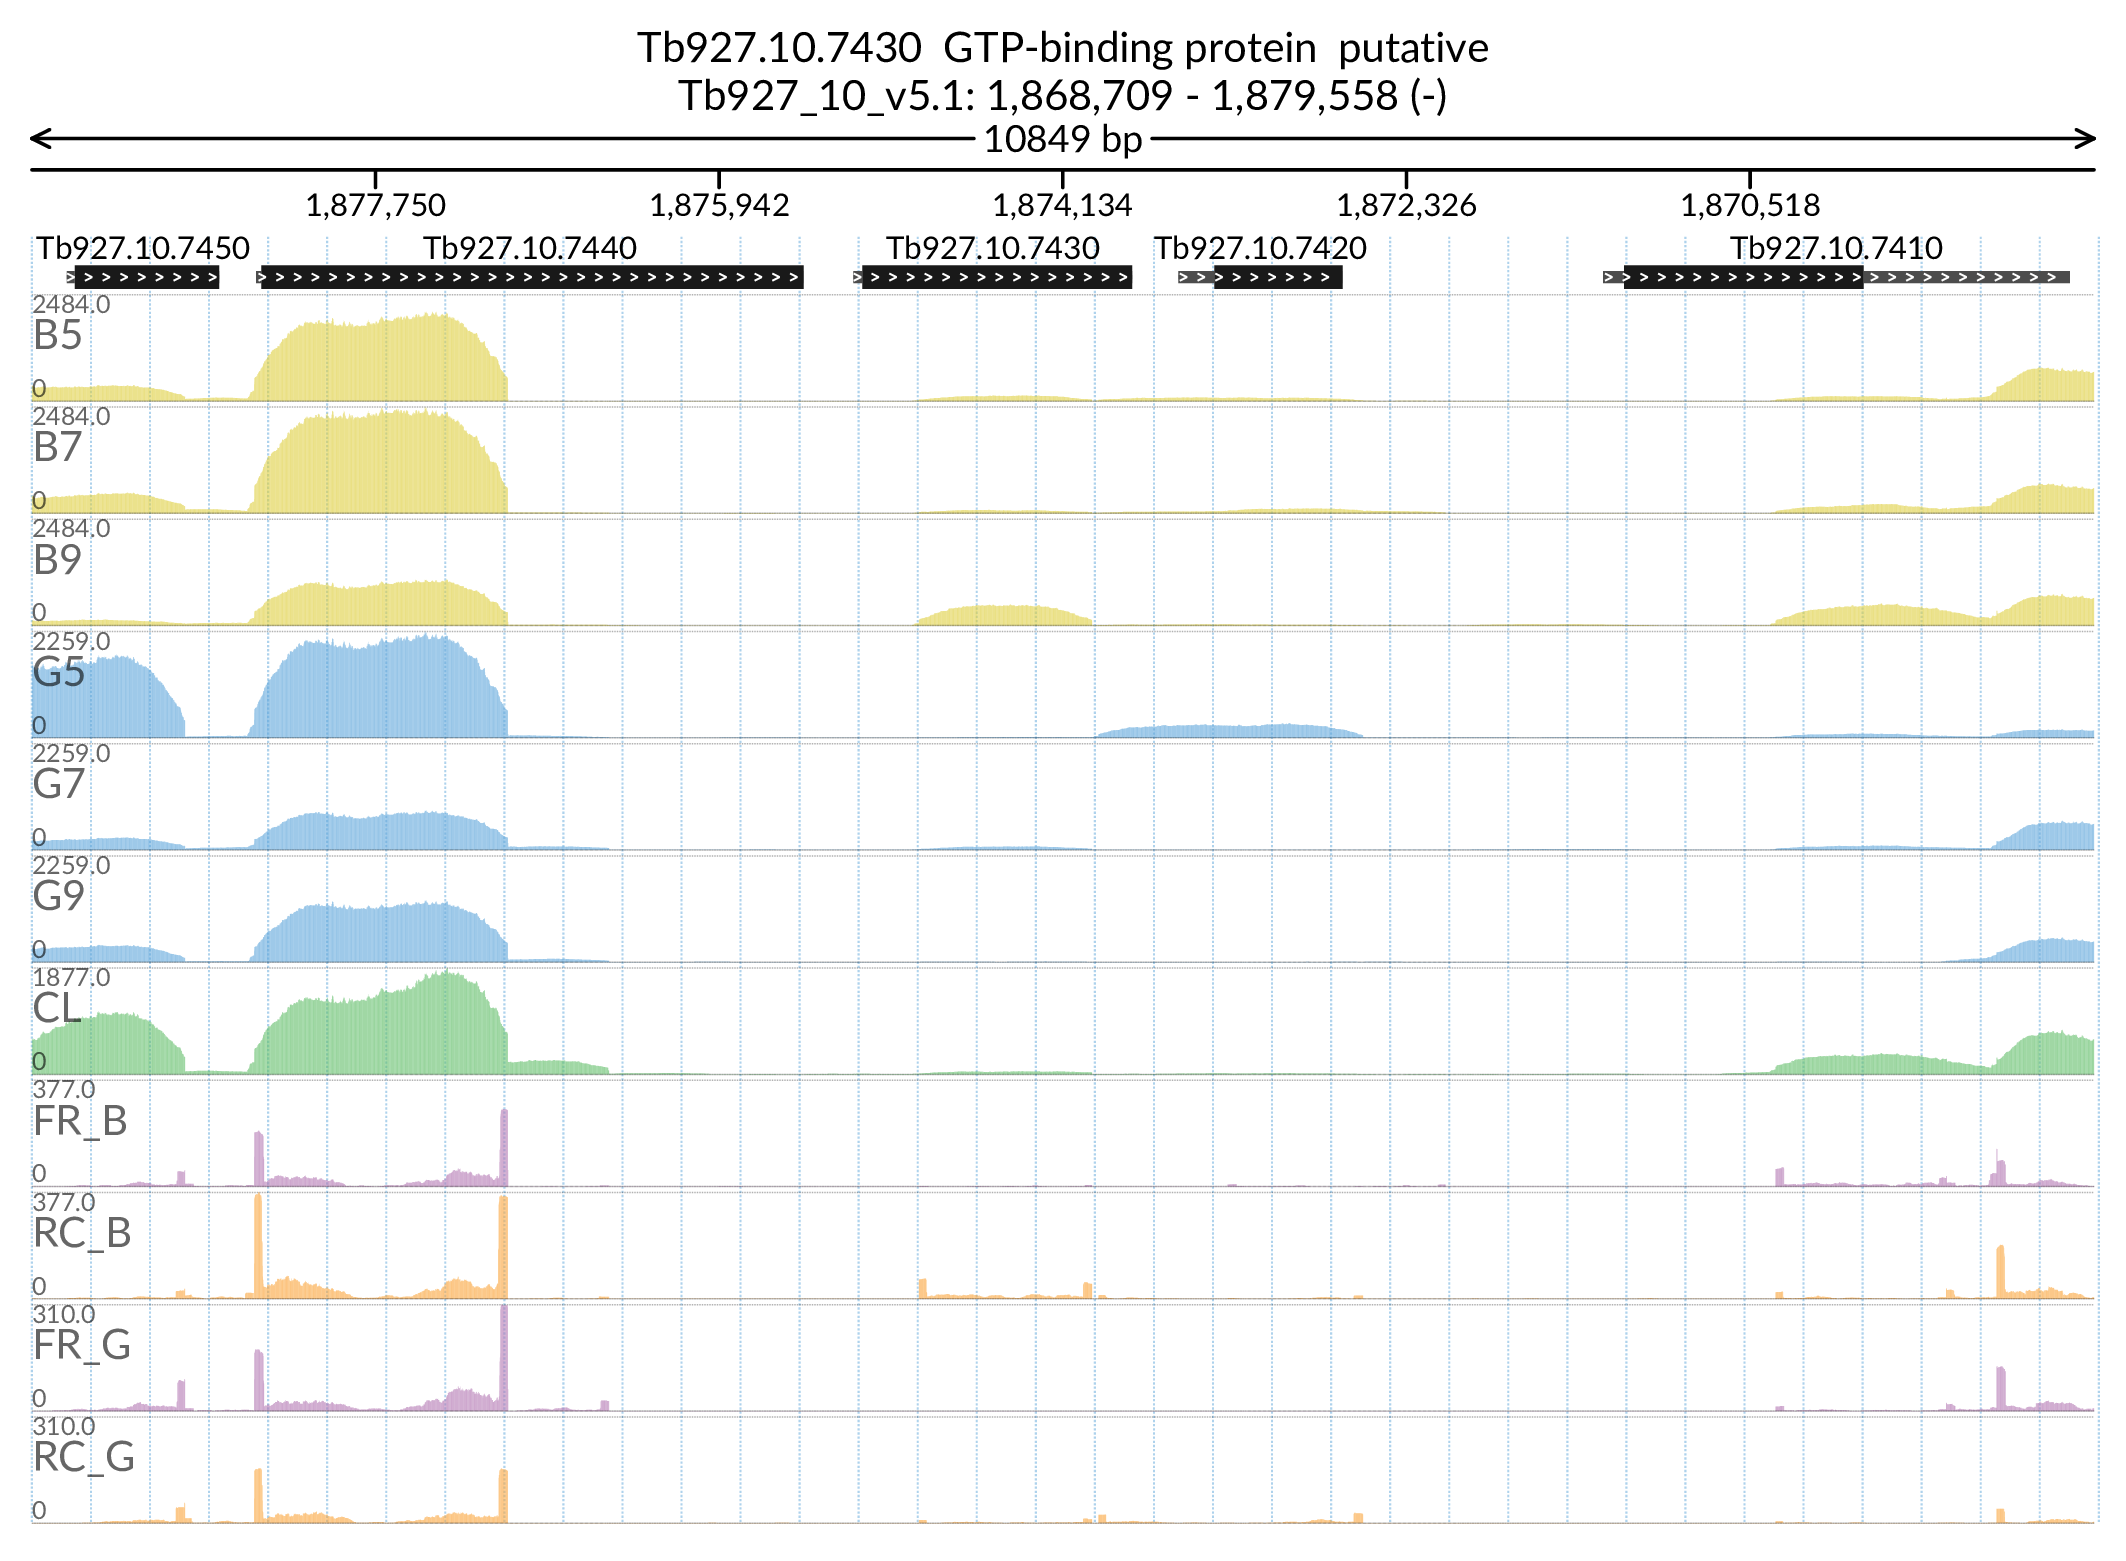 Tb927.10.7430 GTP-binding protein putative
Tb927_10_v5.1: 1,868,709 - 1,879,558 (-)
10849 bp
1,877,750 1,875,942 1,874,134 1,872,326 1,870,518
Tb927.10.7450 Tb927.10.7440 Tb927.10.7430 Tb927.10.7420 Tb927.10.7410
2484.0
B5
0
2484.0
B7
0
2484.0
B9
0
2259.0
G5
0
2259.0
G7
0
2259.0
G9
0
1877.0
CL
0
377.0
FR_B
0
377.0
RC_B
0
310.0
FR_G
0
310.0
RC_G
0